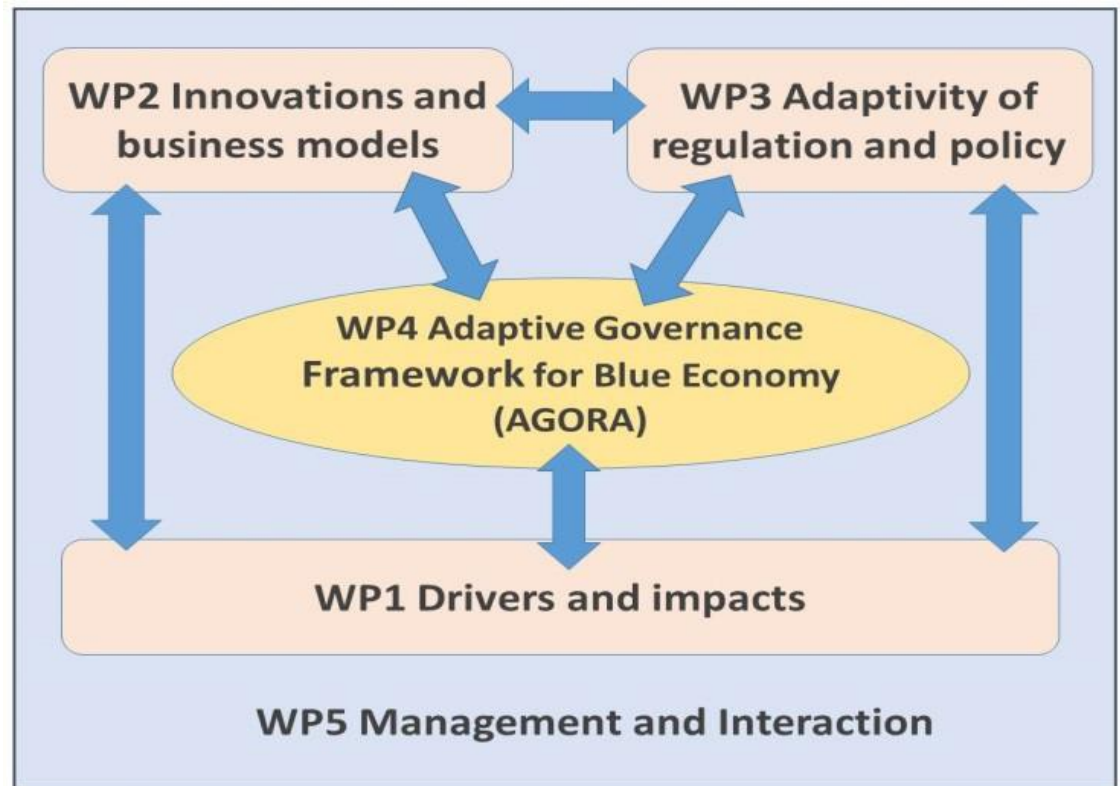 WP2 Innovations and
business models
WP3 Adaptivity of
regulation and policy
WP4 Adaptive Governance
Framework for Blue Economy
(AGORA)
WP1 Drivers and impacts
WP5 Management and Interaction